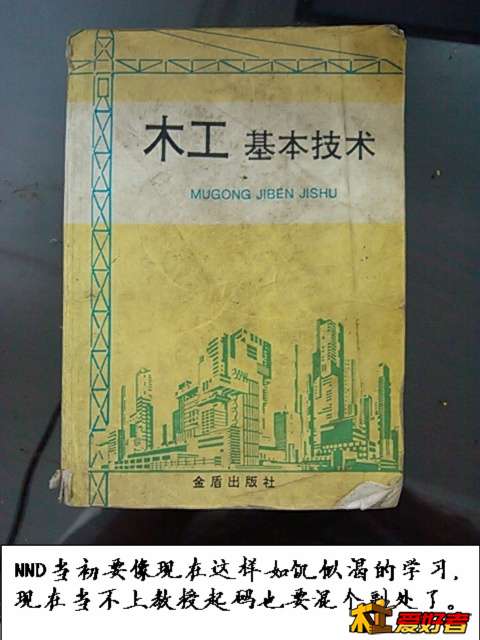 木工 基本技术
MUGONG JIBEN JISHU
金盾出版社
NND当初要像现在这样如饥似渴的学习,
现在当不上教授起码也要混个副处了。
木工爱好者